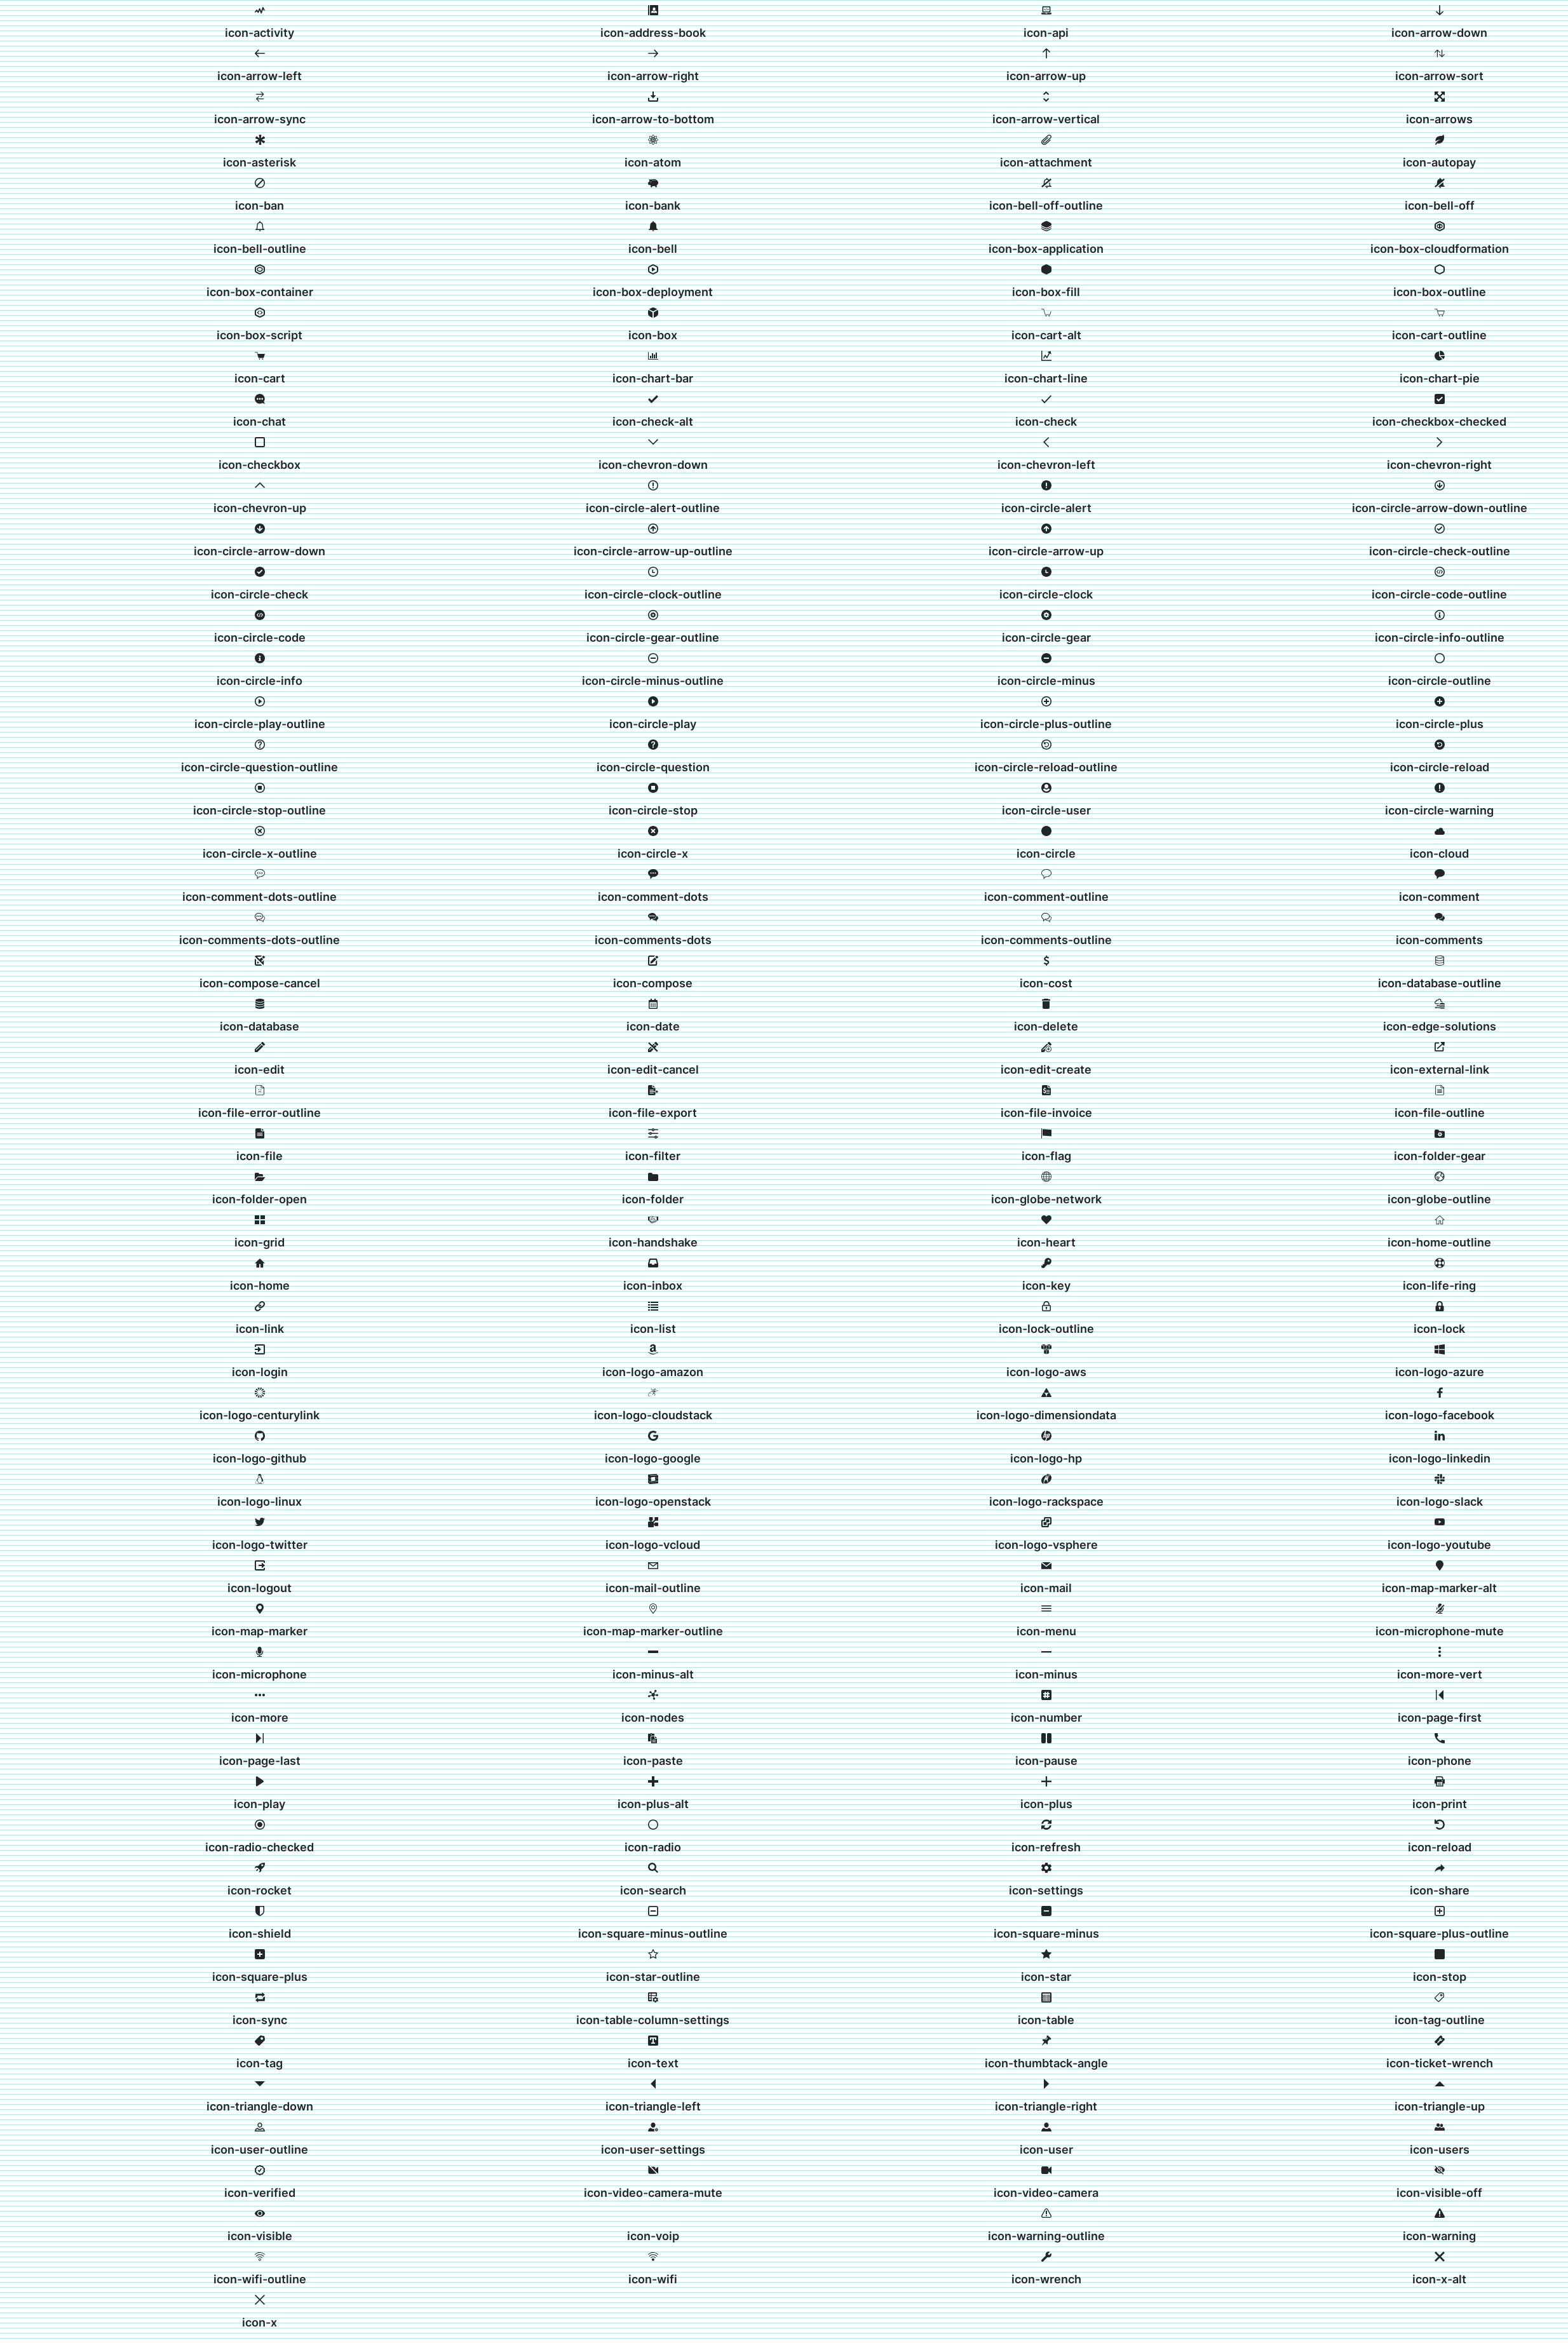 icon-activity icon-address-book icon-api icon-arrow-down
icon-arrow-left icon-arrow-right icon-arrow-up icon-arrow-sort
icon-arrow-sync icon-arrow-to-bottom icon-arrow-vertical icon-arrows
icon-asterisk icon-atom icon-attachment icon-autopay
icon-ban icon-bank icon-bell-off-outline icon-bell-off
icon-bell-outline icon-bell icon-box-application icon-box-cloudformation
icon-box-container icon-box-deployment icon-box-fill icon-box-outline
icon-box-script icon-box icon-cart-alt icon-cart-outline
icon-cart icon-chart-bar icon-chart-line icon-chart-pie
icon-chat icon-check-alt icon-check icon-checkbox-checked
icon-checkbox icon-chevron-down icon-chevron-left icon-chevron-right
icon-chevron-up icon-circle-alert-outline icon-circle-alert icon-circle-arrow-down-outline
icon-circle-arrow-down icon-circle-arrow-up-outline icon-circle-arrow-up icon-circle-check-outline
icon-circle-check icon-circle-clock-outline icon-circle-clock icon-circle-code-outline
icon-circle-code icon-circle-gear-outline icon-circle-gear icon-circle-info-outline
icon-circle-info icon-circle-minus-outline icon-circle-minus icon-circle-outline
icon-circle-play-outline icon-circle-play icon-circle-plus-outline icon-circle-plus
icon-circle-question-outline icon-circle-question icon-circle-reload-outline icon-circle-reload
icon-circle-stop-outline icon-circle-stop icon-circle-user icon-circle-warning
icon-circle-x-outline icon-circle-x icon-circle icon-cloud
icon-comment-dots-outline icon-comment-dots icon-comment-outline icon-comment
icon-comments-dots-outline icon-comments-dots icon-comments-outline icon-comments
icon-compose-cancel icon-compose icon-cost icon-database-outline
icon-database icon-date icon-delete icon-edge-solutions
icon-edit icon-edit-cancel icon-edit-create icon-external-link
icon-file-error-outline icon-file-export icon-file-invoice icon-file-outline
icon-file icon-filter icon-flag icon-folder-gear
icon-folder-open icon-folder icon-globe-network icon-globe-outline
icon-grid icon-handshake icon-heart icon-home-outline
icon-home icon-inbox icon-key icon-life-ring
icon-link icon-list icon-lock-outline icon-lock
icon-login icon-logo-amazon icon-logo-aws icon-logo-azure
icon-logo-centurylink icon-logo-cloudstack icon-logo-dimensiondata icon-logo-facebook
icon-logo-github icon-logo-google icon-logo-hp icon-logo-linkedin
icon-logo-linux icon-logo-openstack icon-logo-rackspace icon-logo-slack
icon-logo-twitter icon-logo-vcloud icon-logo-vsphere icon-logo-youtube
icon-logout icon-mail-outline icon-mail icon-map-marker-alt
icon-map-marker icon-map-marker-outline icon-menu icon-microphone-mute
icon-microphone icon-minus-alt icon-minus icon-more-vert
icon-more icon-nodes icon-number icon-page-first
icon-page-last icon-paste icon-pause icon-phone
icon-play icon-plus-alt icon-plus icon-print
icon-radio-checked icon-radio icon-refresh icon-reload
icon-rocket icon-search icon-settings icon-share
icon-shield icon-square-minus-outline icon-square-minus icon-square-plus-outline
icon-square-plus icon-star-outline icon-star icon-stop
icon-sync icon-table-column-settings icon-table icon-tag-outline
icon-tag icon-text icon-thumbtack-angle icon-ticket-wrench
icon-triangle-down icon-triangle-left icon-triangle-right icon-triangle-up
icon-user-outline icon-user-settings icon-user icon-users
icon-verified icon-video-camera-mute icon-video-camera icon-visible-off
icon-visible icon-voip icon-warning-outline icon-warning
icon-wifi-outline icon-wifi icon-wrench icon-x-alt
icon-x